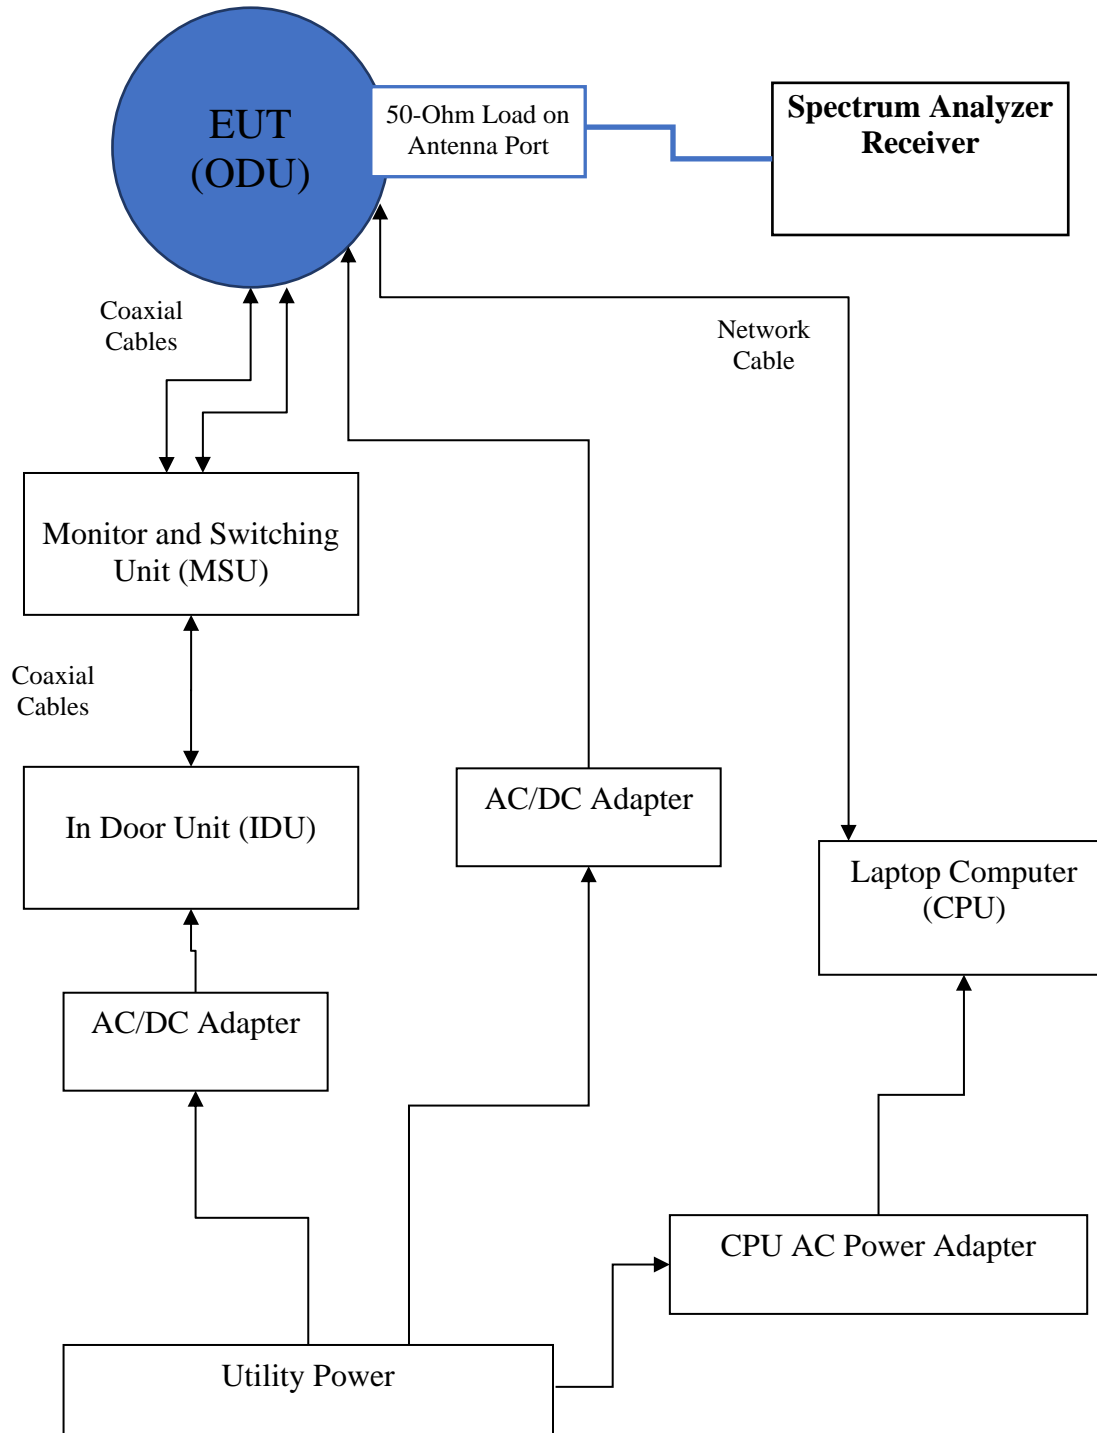 EUT
(ODU)
50-Ohm Load on
Antenna Port
Spectrum Analyzer
Receiver
Coaxial
Cables
Network
Cable
Monitor and Switching
Unit (MSU)
Coaxial
Cables
In Door Unit (IDU)
AC/DC Adapter
Laptop Computer
(CPU)
AC/DC Adapter
CPU AC Power Adapter
Utility Power